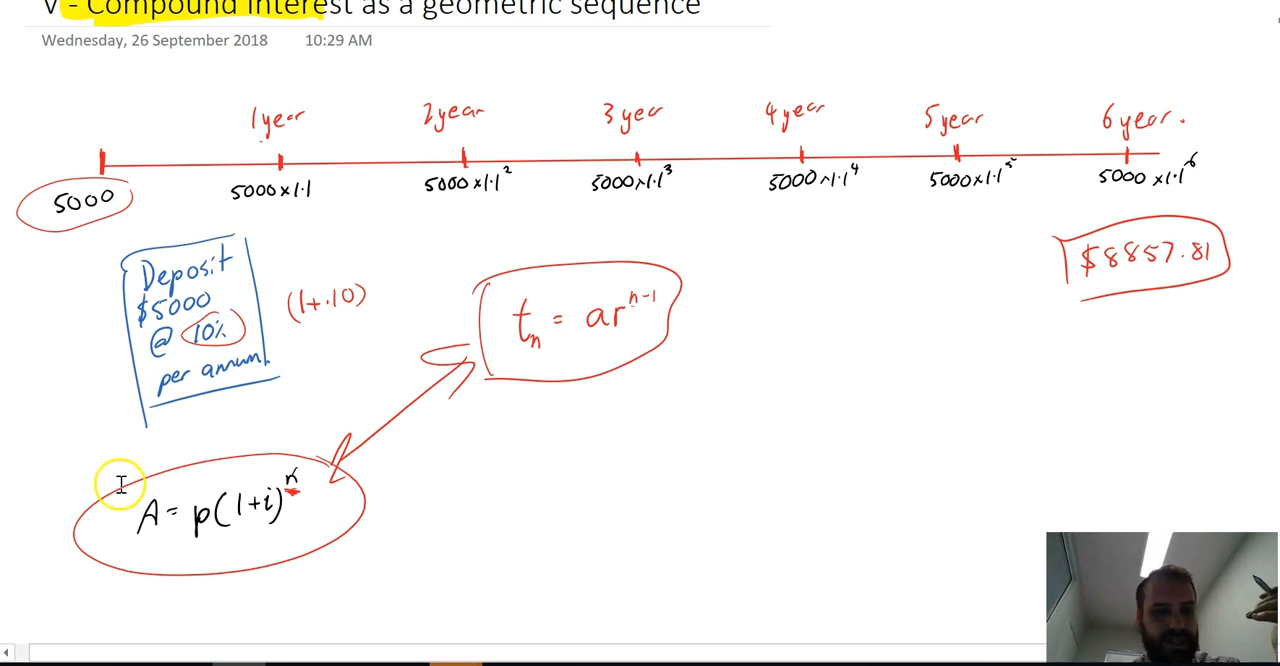 V - Compound Interest as a geometric sequence
Wednesday, 26 September 2018 10:29 AM
1 year 2 year 3 year 4 year 5 year 6 year.
5000 5000 x 1.1 5000 x 1.1² 5000 x 1.1³ 5000 x 1.1⁴ 5000 x 1.1⁵ 5000 x 1.1⁶
$8857.81
Deposit
$5000
@ 10%
per annum
(1+.10)
tₙ = arⁿ⁻¹
A = p(1+i)ⁿ